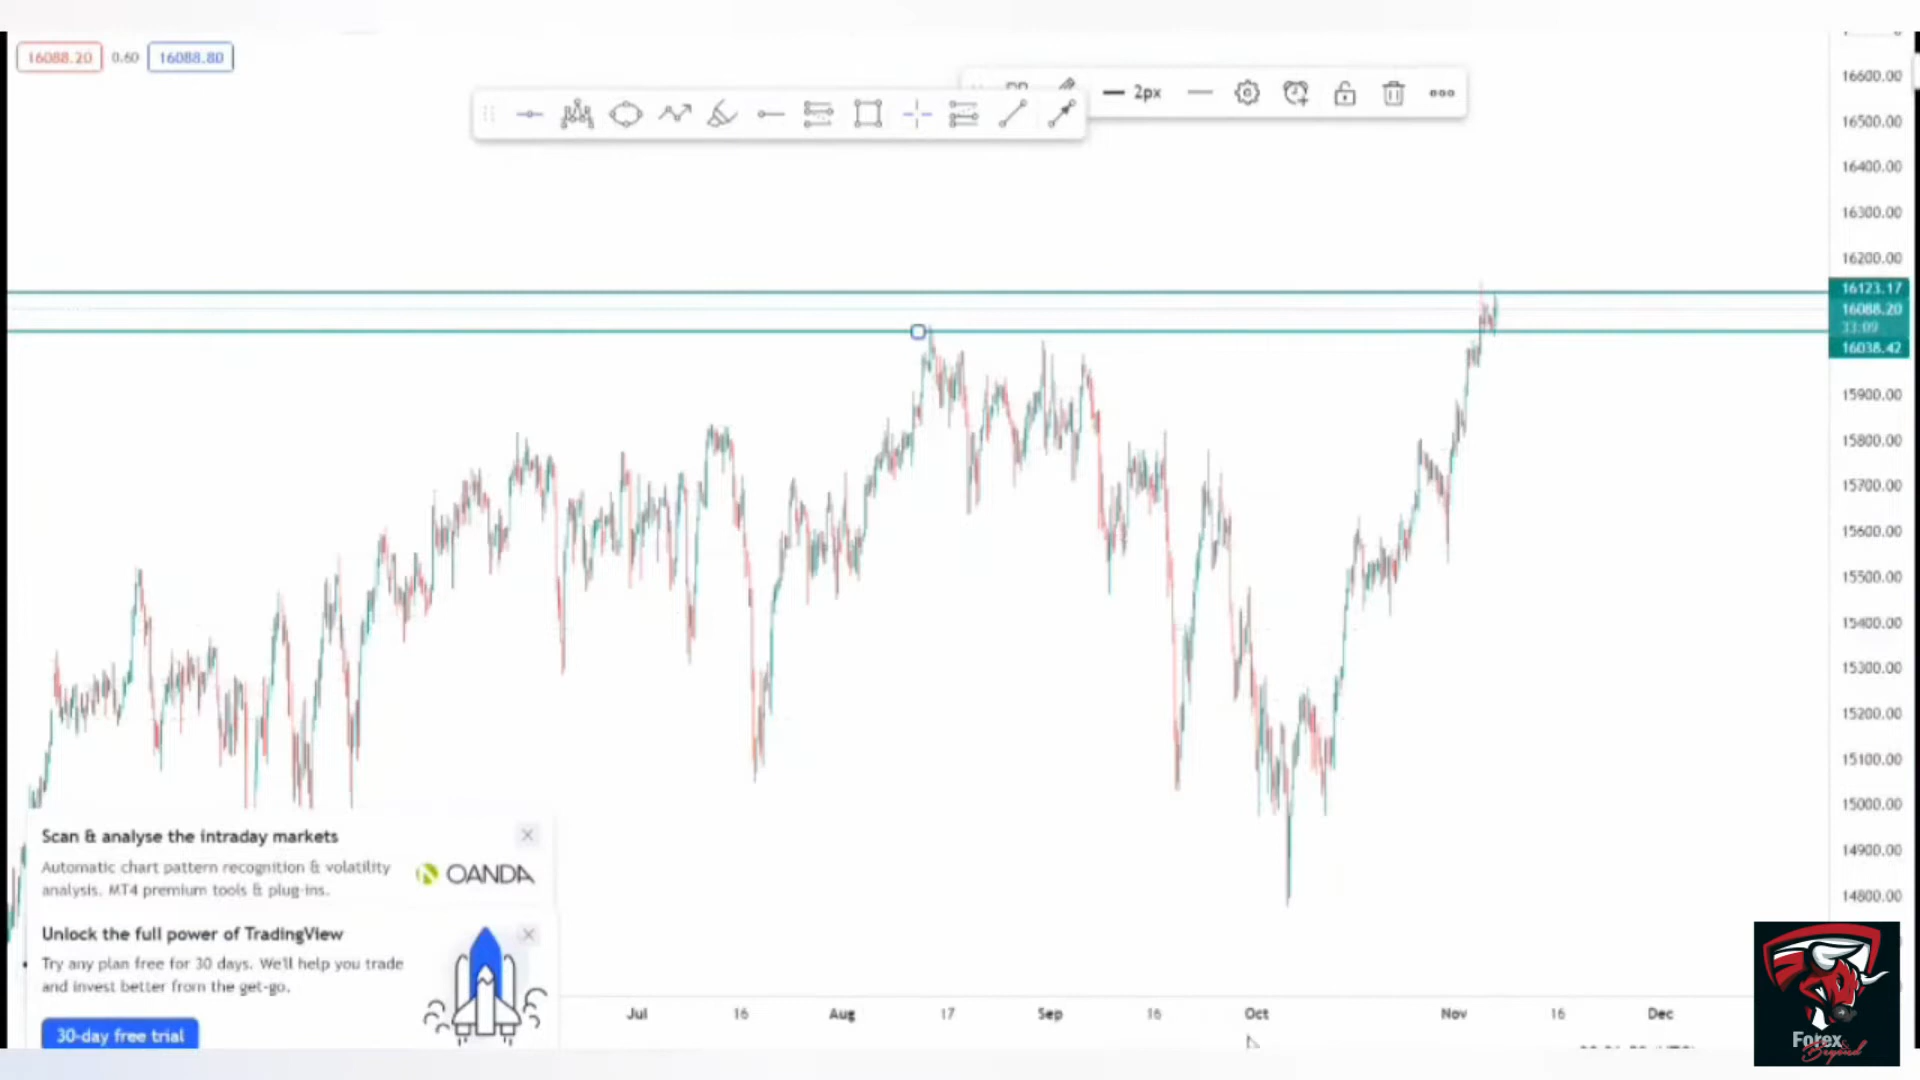 16088.20 0.60 16088.80
2px
16600.00
16500.00
16400.00
16300.00
16200.00
16123.17
16088.20
33:09
16038.42
15900.00
15800.00
15700.00
15600.00
15500.00
15400.00
15300.00
15200.00
15100.00
15000.00
14900.00
14800.00
Scan & analyse the intraday markets
Automatic chart pattern recognition & volatility
analysis. MT4 premium tools & plug-ins.
OANDA
Unlock the full power of TradingView
Try any plan free for 30 days. We'll help you trade
and invest better from the get-go.
30-day free trial
Jul 16 Aug 17 Sep 16 Oct Nov 16 Dec
Forex
Beyond